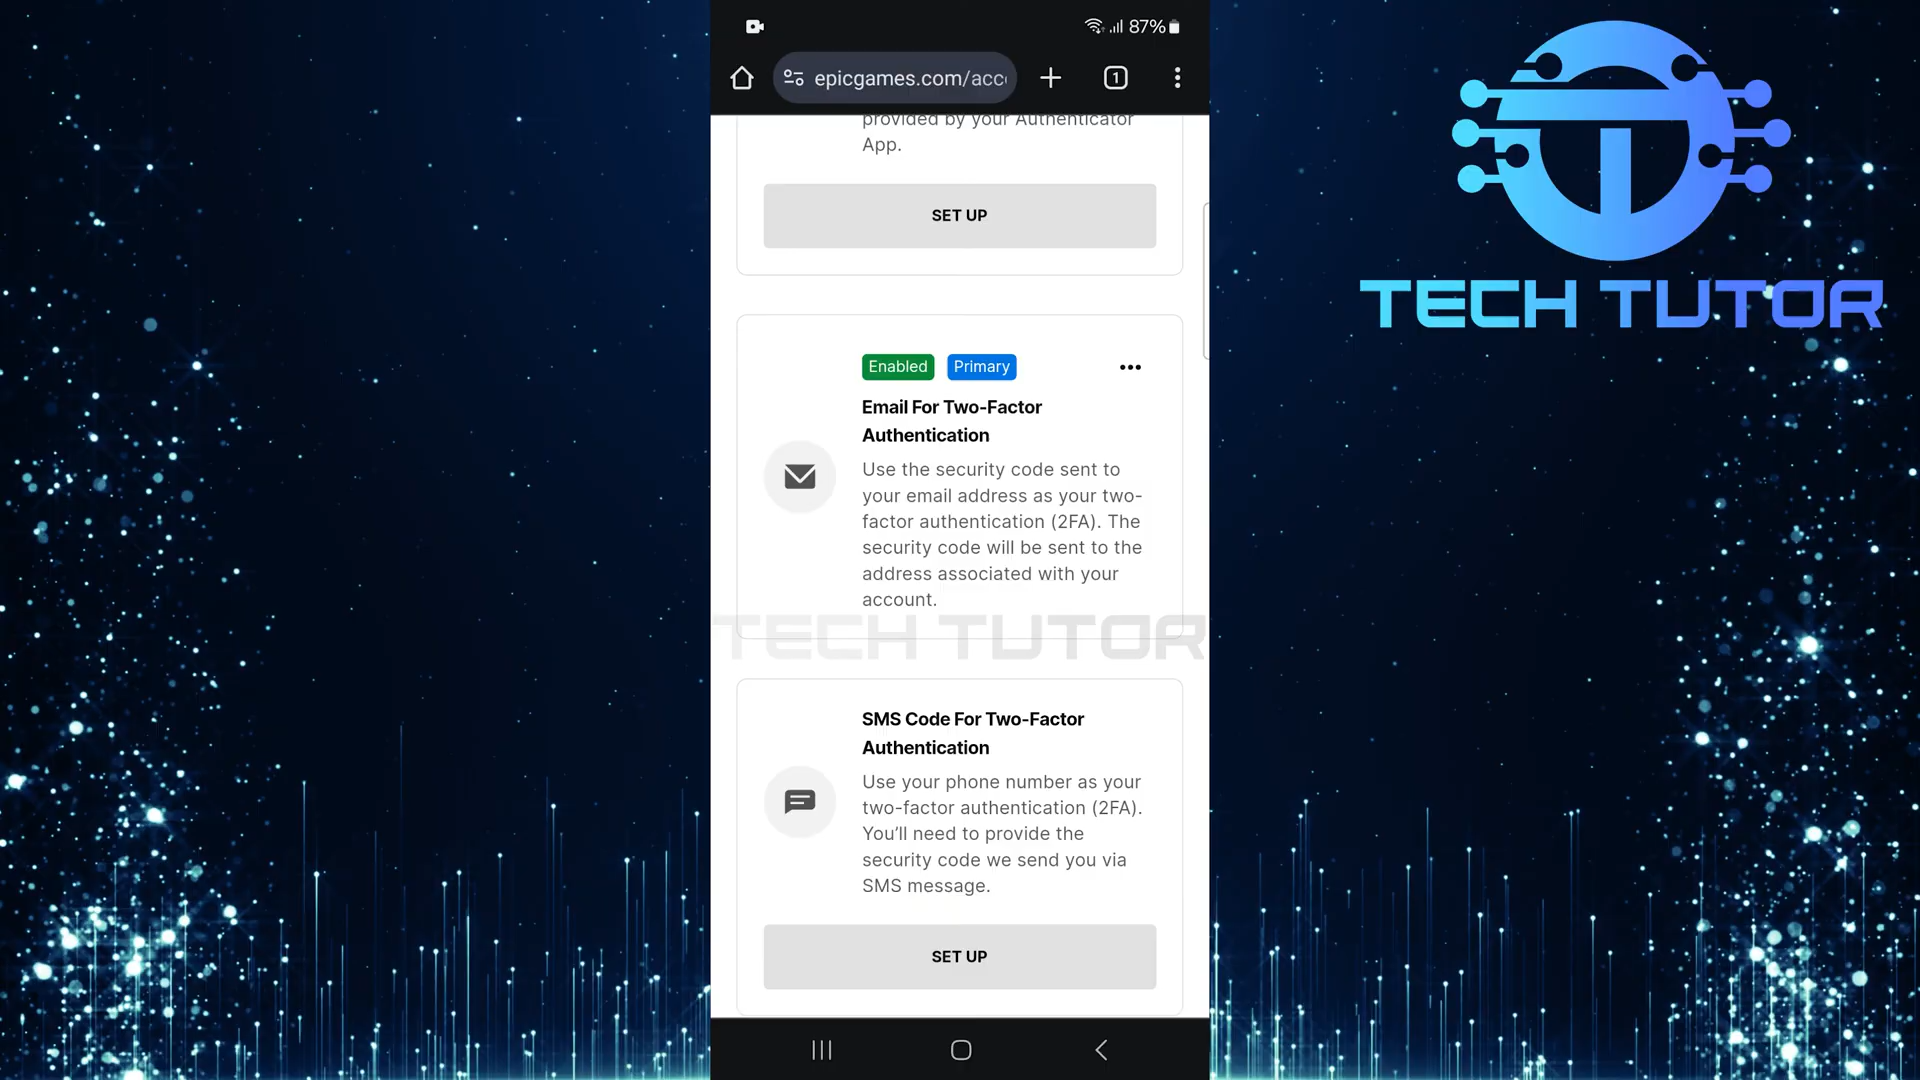 87%
epicgames.com/acc
1
provided by your Authenticator
App.
SET UP
Enabled
Primary
Email For Two-Factor
Authentication
Use the security code sent to
your email address as your two-
factor authentication (2FA). The
security code will be sent to the
address associated with your
account.
TECH TUTOR
SMS Code For Two-Factor
Authentication
Use your phone number as your
two-factor authentication (2FA).
You’ll need to provide the
security code we send you via
SMS message.
SET UP
TECH TUTOR